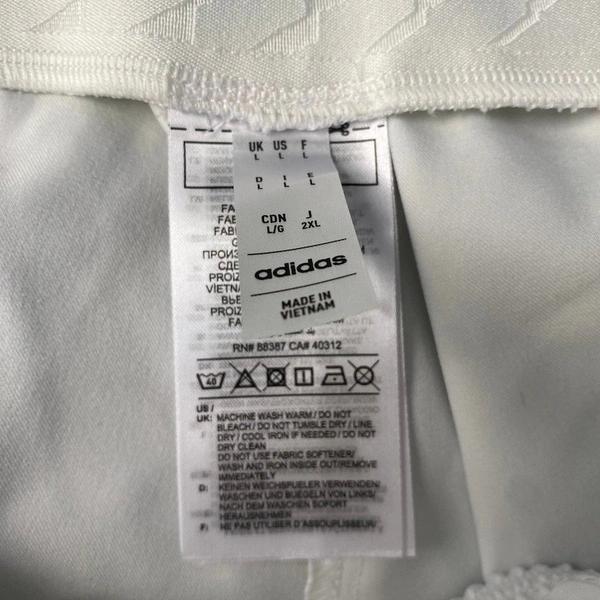 UK US F
L L L
D I E
L L L
CDN J
L/G 2XL
adidas
MADE IN
VIETNAM
FA
FAB
FAB
ПРОИЗ
СДЕ
PROIZ
VIETNA
PROIZ
FA
RN# 88387 CA# 40312
40
US /
UK: MACHINE WASH WARM / DO NOT
BLEACH / DO NOT TUMBLE DRY / LINE
DRY / COOL IRON IF NEEDED / DO NOT
DRY CLEAN
DO NOT USE FABRIC SOFTENER/
WASH AND IRON INSIDE OUT/REMOVE
IMMEDIATELY
D: KEINEN WEICHSPUELER VERWENDEN/
WASCHEN UND BUEGELN VON LINKS/
NACH DEM WASCHEN SOFORT
HERAUSNEHMEN
F: NE PAS UTILISER D'ASSOUPLISSEUR/